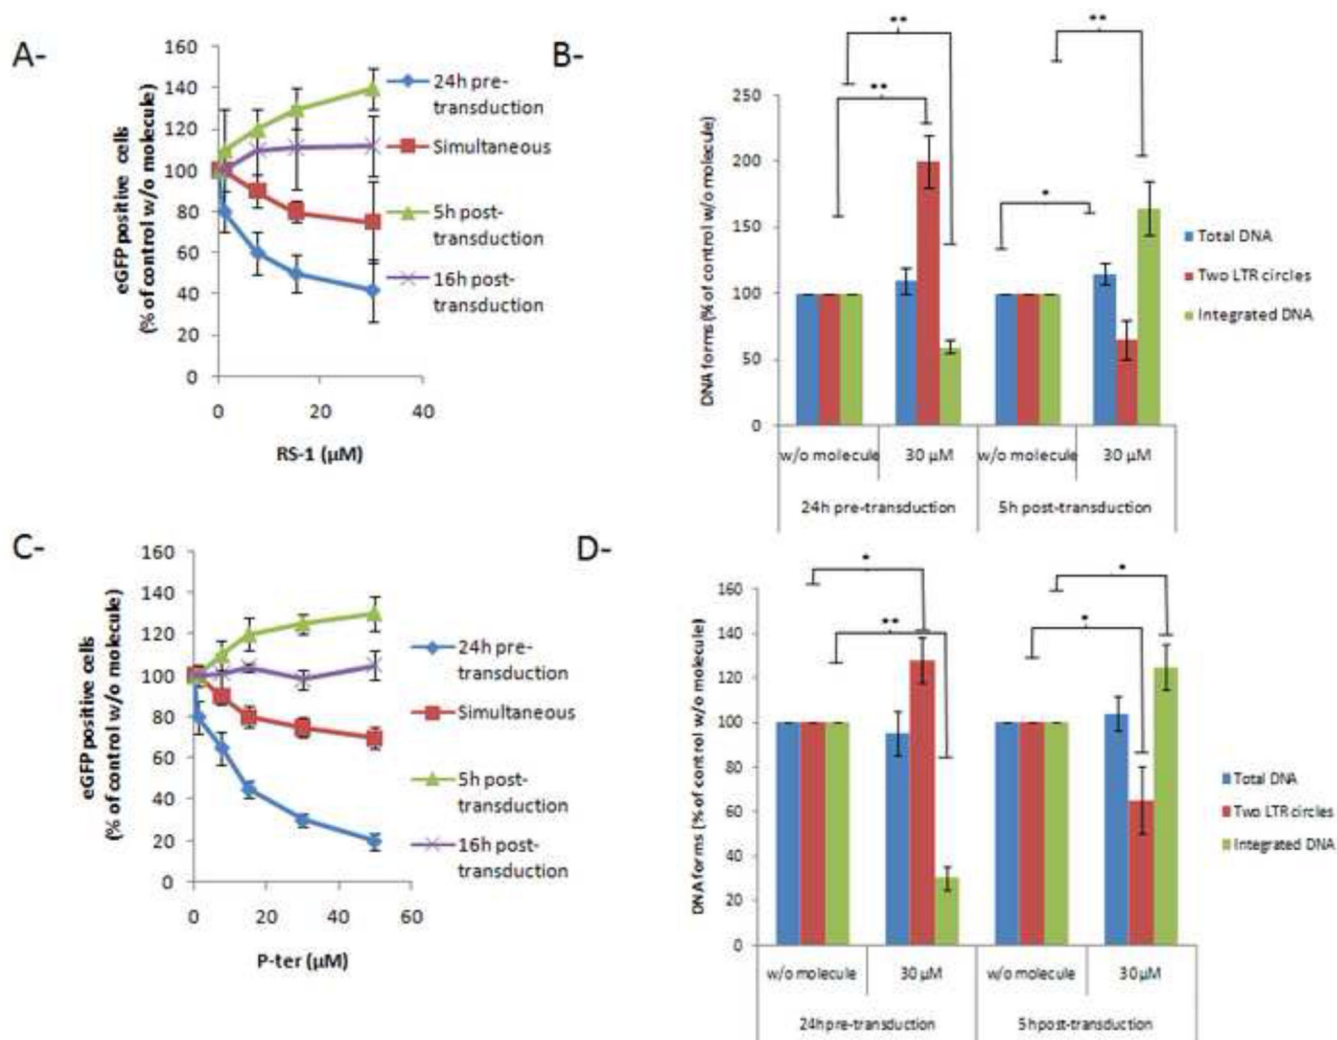 A-
160
140
120
100
80
60
40
20
0
0 20 40
eGFP positive cells
(% of control w/o molecule)
RS-1 (µM)
24h pre-
transduction
Simultaneous
5h post-
transduction
16h post-
transduction
B-
** **
**
*
250
200
150
100
50
0
DNA forms (% of control w/o molecule)
w/o molecule 30 µM w/o molecule 30 µM
24h pre-transduction 5h post-transduction
Total DNA
Two LTR circles
Integrated DNA
C-
160
140
120
100
80
60
40
20
0
0 20 40 60
eGFP positive cells
(% of control w/o molecule)
P-ter (µM)
24h pre-
transduction
Simultaneous
5h post-
transduction
16h post-
transduction
D-
* *
** *
160
140
120
100
80
60
40
20
0
DNA forms (% of control w/o molecule)
w/o molecule 30 µM w/o molecule 30 µM
24h pre-transduction 5h post-transduction
Total DNA
Two LTR circles
Integrated DNA